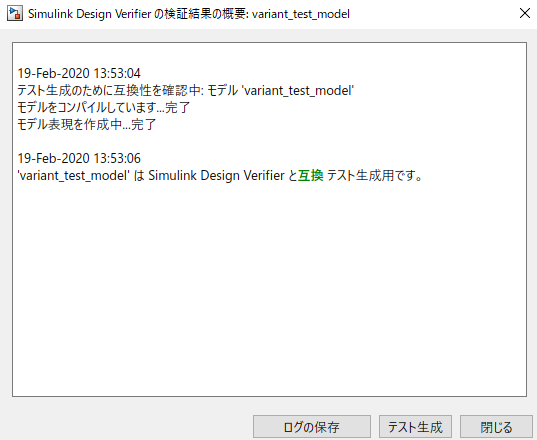 Simulink Design Verifier の検証結果の概要: variant_test_model
19-Feb-2020 13:53:04
テスト生成のために互換性を確認中: モデル 'variant_test_model'
モデルをコンパイルしています...完了
モデル表現を作成中...完了
19-Feb-2020 13:53:06
'variant_test_model' は Simulink Design Verifier と互換 テスト生成用です。
ログの保存
テスト生成
閉じる